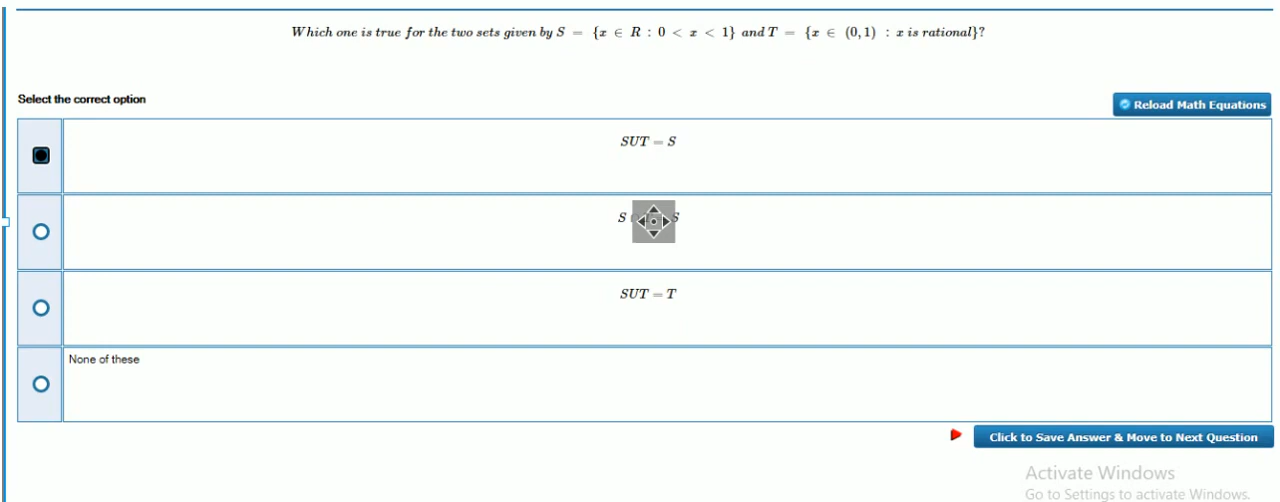 Which one is true for the two sets given by S = {x ∈ R : 0 < x < 1} and T = {x ∈ (0,1) : x is rational}?
Select the correct option
Reload Math Equations
SUT = S
S S
SUT = T
None of these
Click to Save Answer & Move to Next Question
Activate Windows
Go to Settings to activate Windows.